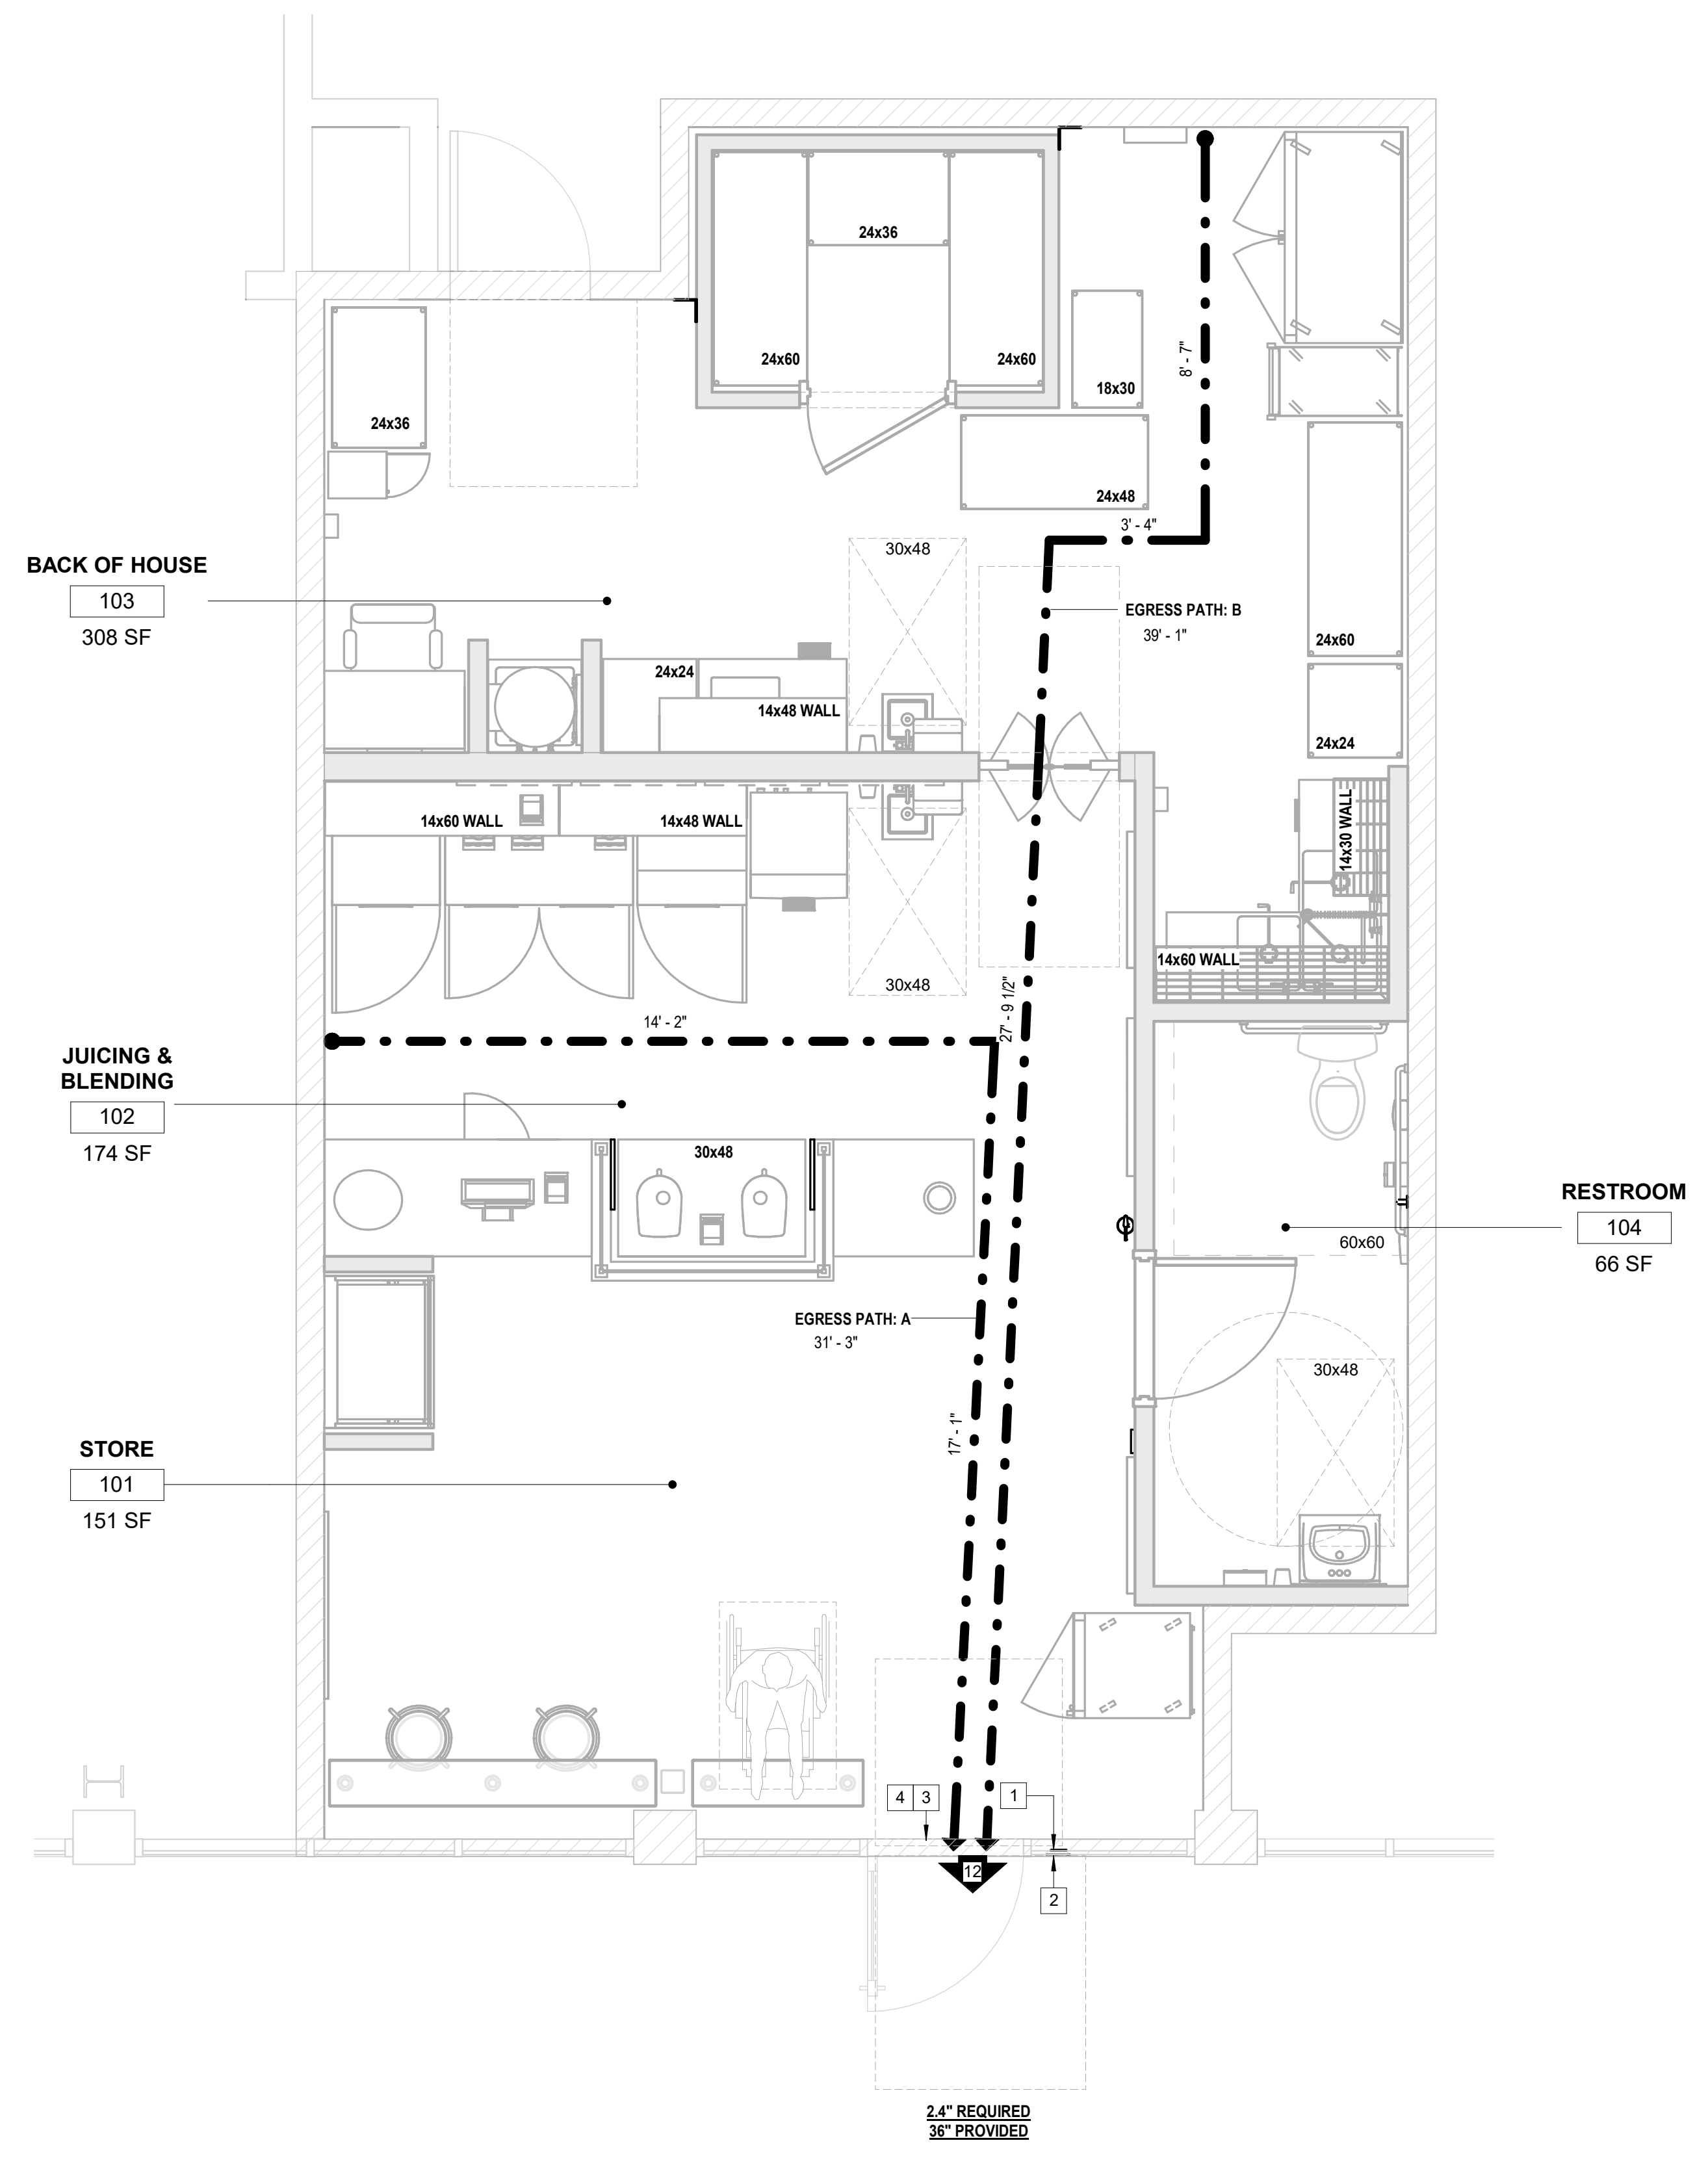 24x36
24x60
24x60
8' - 7"
18x30
24x36
24x48
3' - 4"
30x48
BACK OF HOUSE
103
308 SF
EGRESS PATH: B
39' - 1"
24x60
24x24
14x48 WALL
24x24
14x60 WALL
14x48 WALL
14x30 WALL
14x60 WALL
30x48
27' - 9 1/2"
14' - 2"
JUICING &
BLENDING
102
174 SF
30x48
RESTROOM
104
66 SF
60x60
EGRESS PATH: A
31' - 3"
30x48
17' - 1"
STORE
101
151 SF
4
3
1
12
2
2.4" REQUIRED
36" PROVIDED